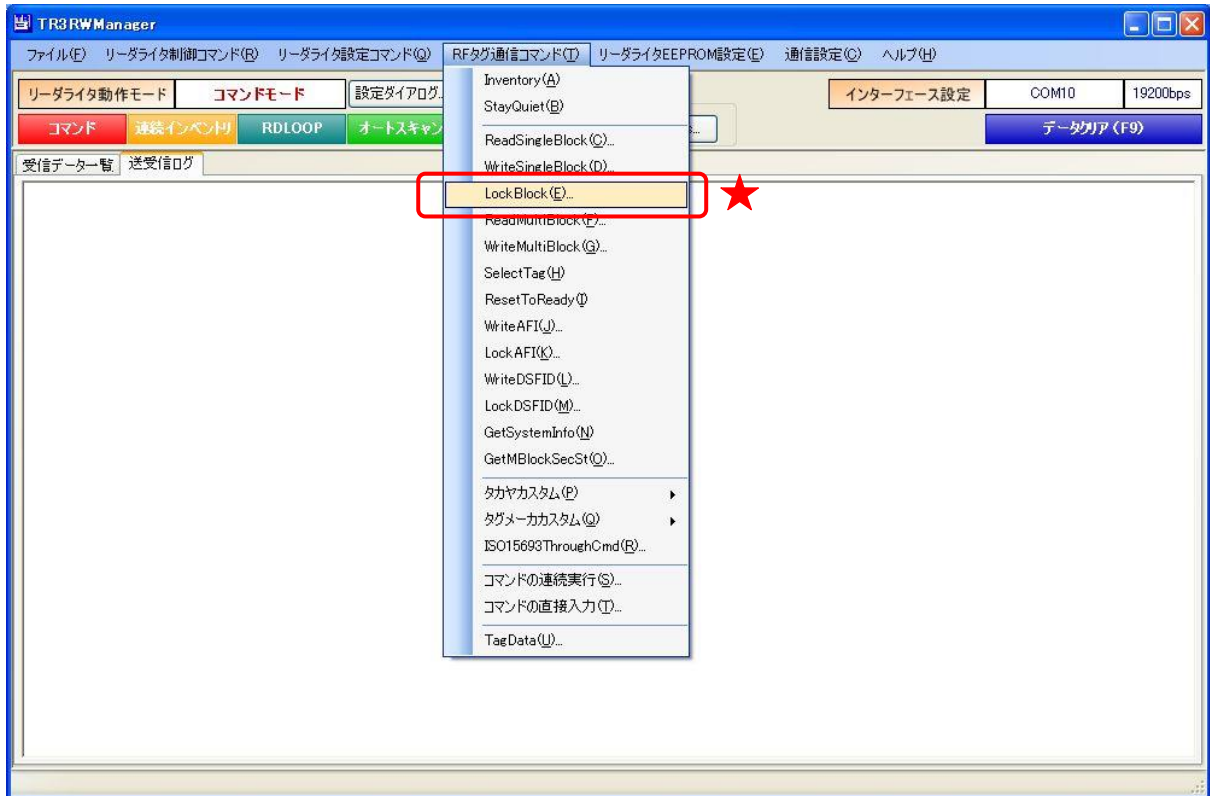 TR3RWManager
ファイル(F) リーダライタ制御コマンド(R) リーダライタ設定コマンド(Q) RFタグ通信コマンド(T) リーダライタEEPROM設定(E) 通信設定(C) ヘルプ(H)
リーダライタ動作モード コマンドモード 設定ダイアログ... インターフェース設定 COM10 19200bps
コマンド 連続インベントリ RDLOOP オートスキャン データクリア(F9)
受信データ一覧 送受信ログ
Inventory(A)
StayQuiet(B)
ReadSingleBlock(C)...
WriteSingleBlock(D)...
LockBlock(E)...
ReadMultiBlock(F)...
WriteMultiBlock(G)...
SelectTag(H)
ResetToReady(I)
WriteAFI(J)...
LockAFI(K)...
WriteDSFID(L)...
LockDSFID(M)...
GetSystemInfo(N)
GetMBlockSecSt(O)...
タカヤカスタム(P)
タグメーカカスタム(Q)
ISO15693ThroughCmd(R)...
コマンドの連続実行(S)...
コマンドの直接入力(T)...
TagData(U)...